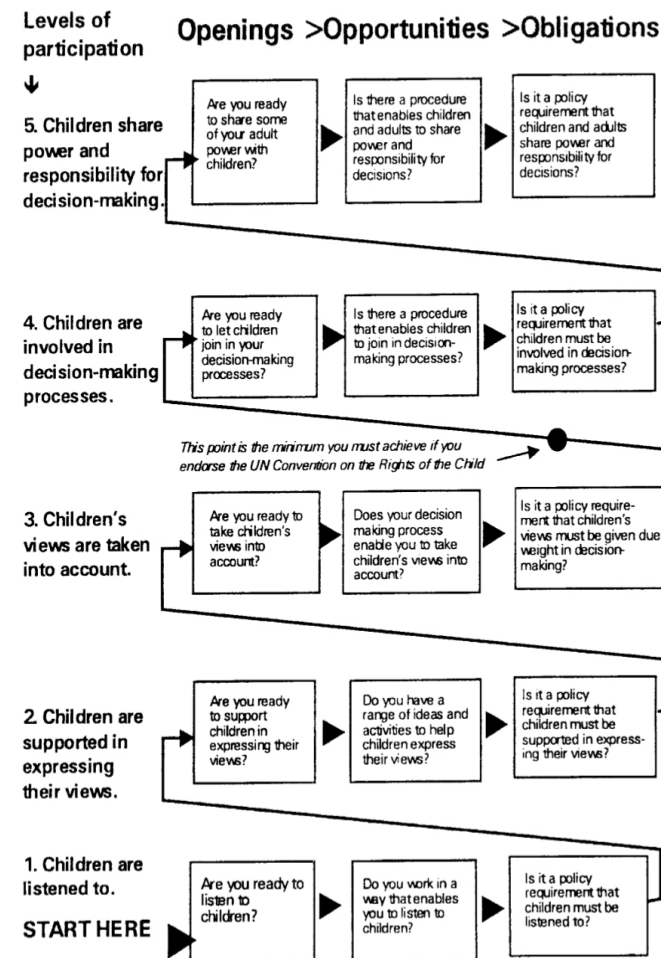 Levels of
participation
Openings >Opportunities >Obligations
5. Children share
power and
responsibility for
decision-making.
Are you ready
to share some
of your adult
power with
children?
Is there a procedure
that enables children
and adults to share
power and
responsibility for
decisions?
Is it a policy
requirement that
children and adults
share power and
responsibility for
decisions?
4. Children are
involved in
decision-making
processes.
Are you ready
to let children
join in your
decision-making
processes?
Is there a procedure
that enables children
to join in decision-
making processes?
Is it a policy
requirement that
children must be
involved in decision-
making processes?
This point is the minimum you must achieve if you
endorse the UN Convention on the Rights of the Child
3. Children's
views are taken
into account.
Are you ready to
take children's
views into
account?
Does your decision
making process
enable you to take
children's views into
account?
Is it a policy require-
ment that children's
views must be given due
weight in decision-
making?
2. Children are
supported in
expressing
their views.
Are you ready
to support
children in
expressing their
views?
Do you have a
range of ideas and
activities to help
children express
their views?
Is it a policy
requirement that
children must be
supported in express-
ing their views?
1. Children are
listened to.
START HERE
Are you ready to
listen to
children?
Do you work in a
way that enables
you to listen to
children?
Is it a policy
requirement that
children must be
listened to?